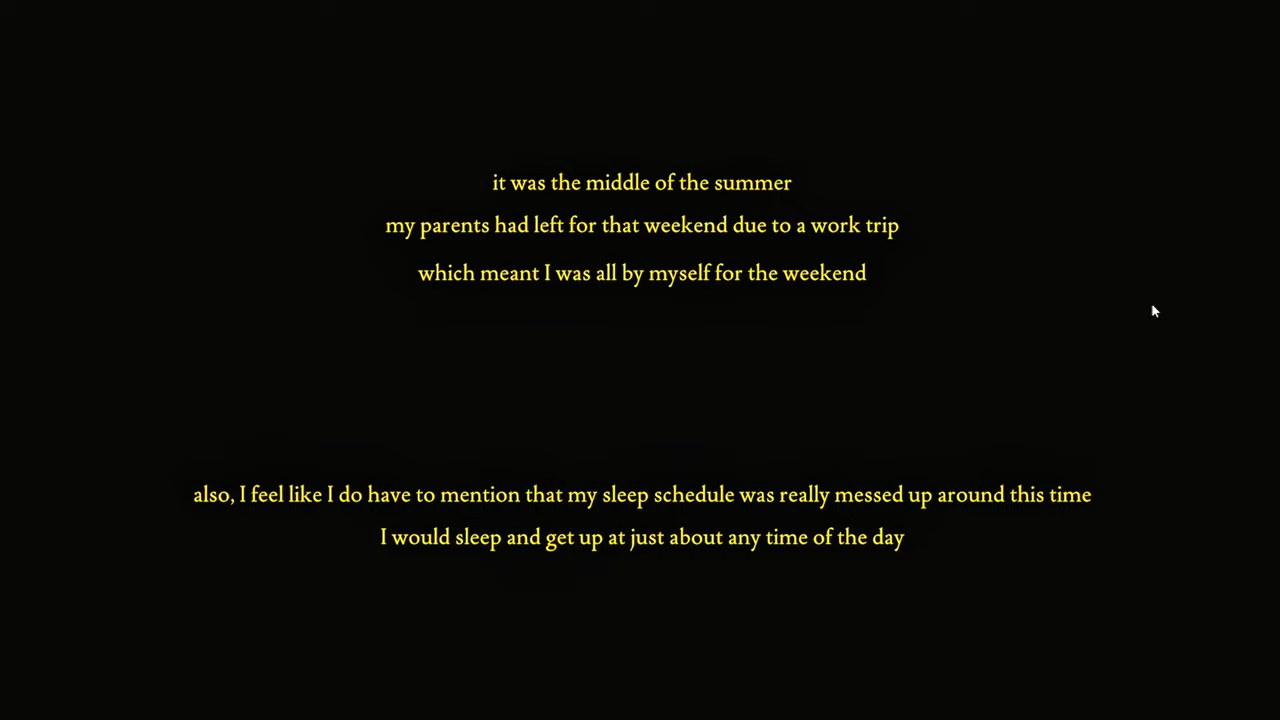 it was the middle of the summer
my parents had left for that weekend due to a work trip
which meant I was all by myself for the weekend
also, I feel like I do have to mention that my sleep schedule was really messed up around this time
I would sleep and get up at just about any time of the day